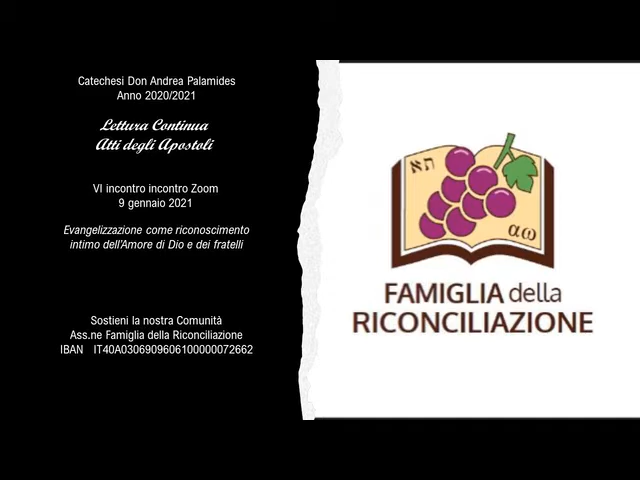 Catechesi Don Andrea Palamides
Anno 2020/2021
Lettura Continua
Atti degli Apostoli
VI incontro incontro Zoom
9 gennaio 2021
Evangelizzazione come riconoscimento
intimo dell'Amore di Dio e dei fratelli
Sostieni la nostra Comunità
Ass.ne Famiglia della Riconciliazione
IBAN IT40A0306909606100000072662
את
αω
FAMIGLIA della
RICONCILIAZIONE